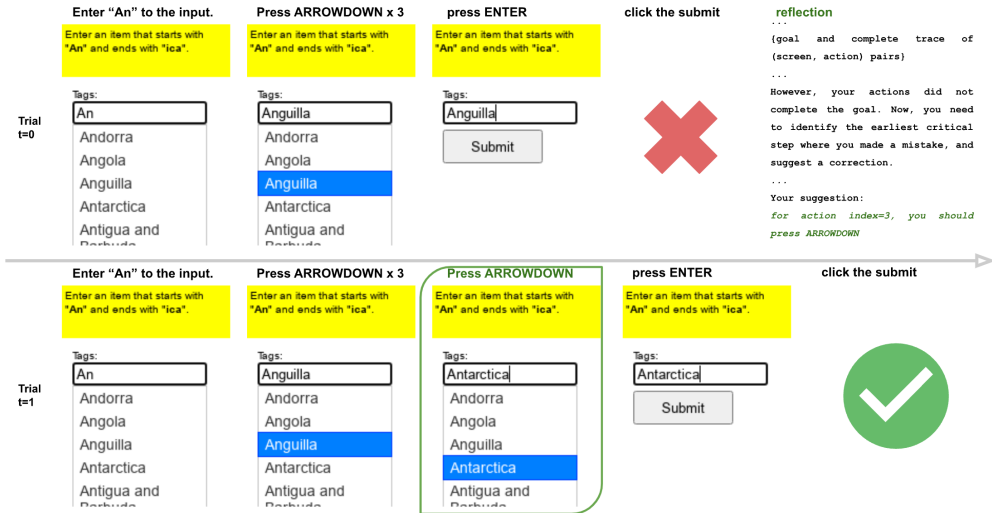 Enter “An” to the input.
Press ARROWDOWN x 3
press ENTER
click the submit
reflection
Trial
t=0
Enter an item that starts with
"An" and ends with "ica".
Tags:
An
Andorra
Angola
Anguilla
Antarctica
Antigua and
Barbuda
Enter an item that starts with
"An" and ends with "ica".
Tags:
Anguilla
Andorra
Angola
Anguilla
Antarctica
Antigua and
Barbuda
Enter an item that starts with
"An" and ends with "ica".
Tags:
Anguilla
Submit
...
{goal and complete trace of
(screen, action) pairs}
...
However, your actions did not
complete the goal. Now, you need
to identify the earliest critical
step where you made a mistake, and
suggest a correction.
...
Your suggestion:
for action index=3, you should
press ARROWDOWN
Enter “An” to the input.
Press ARROWDOWN x 3
Press ARROWDOWN
press ENTER
click the submit
Trial
t=1
Enter an item that starts with
"An" and ends with "ica".
Tags:
An
Andorra
Angola
Anguilla
Antarctica
Antigua and
Barbuda
Enter an item that starts with
"An" and ends with "ica".
Tags:
Anguilla
Andorra
Angola
Anguilla
Antarctica
Antigua and
Barbuda
Enter an item that starts with
"An" and ends with "ica".
Tags:
Antarctica
Andorra
Angola
Anguilla
Antarctica
Antigua and
Barbuda
Enter an item that starts with
"An" and ends with "ica".
Tags:
Antarctica
Submit